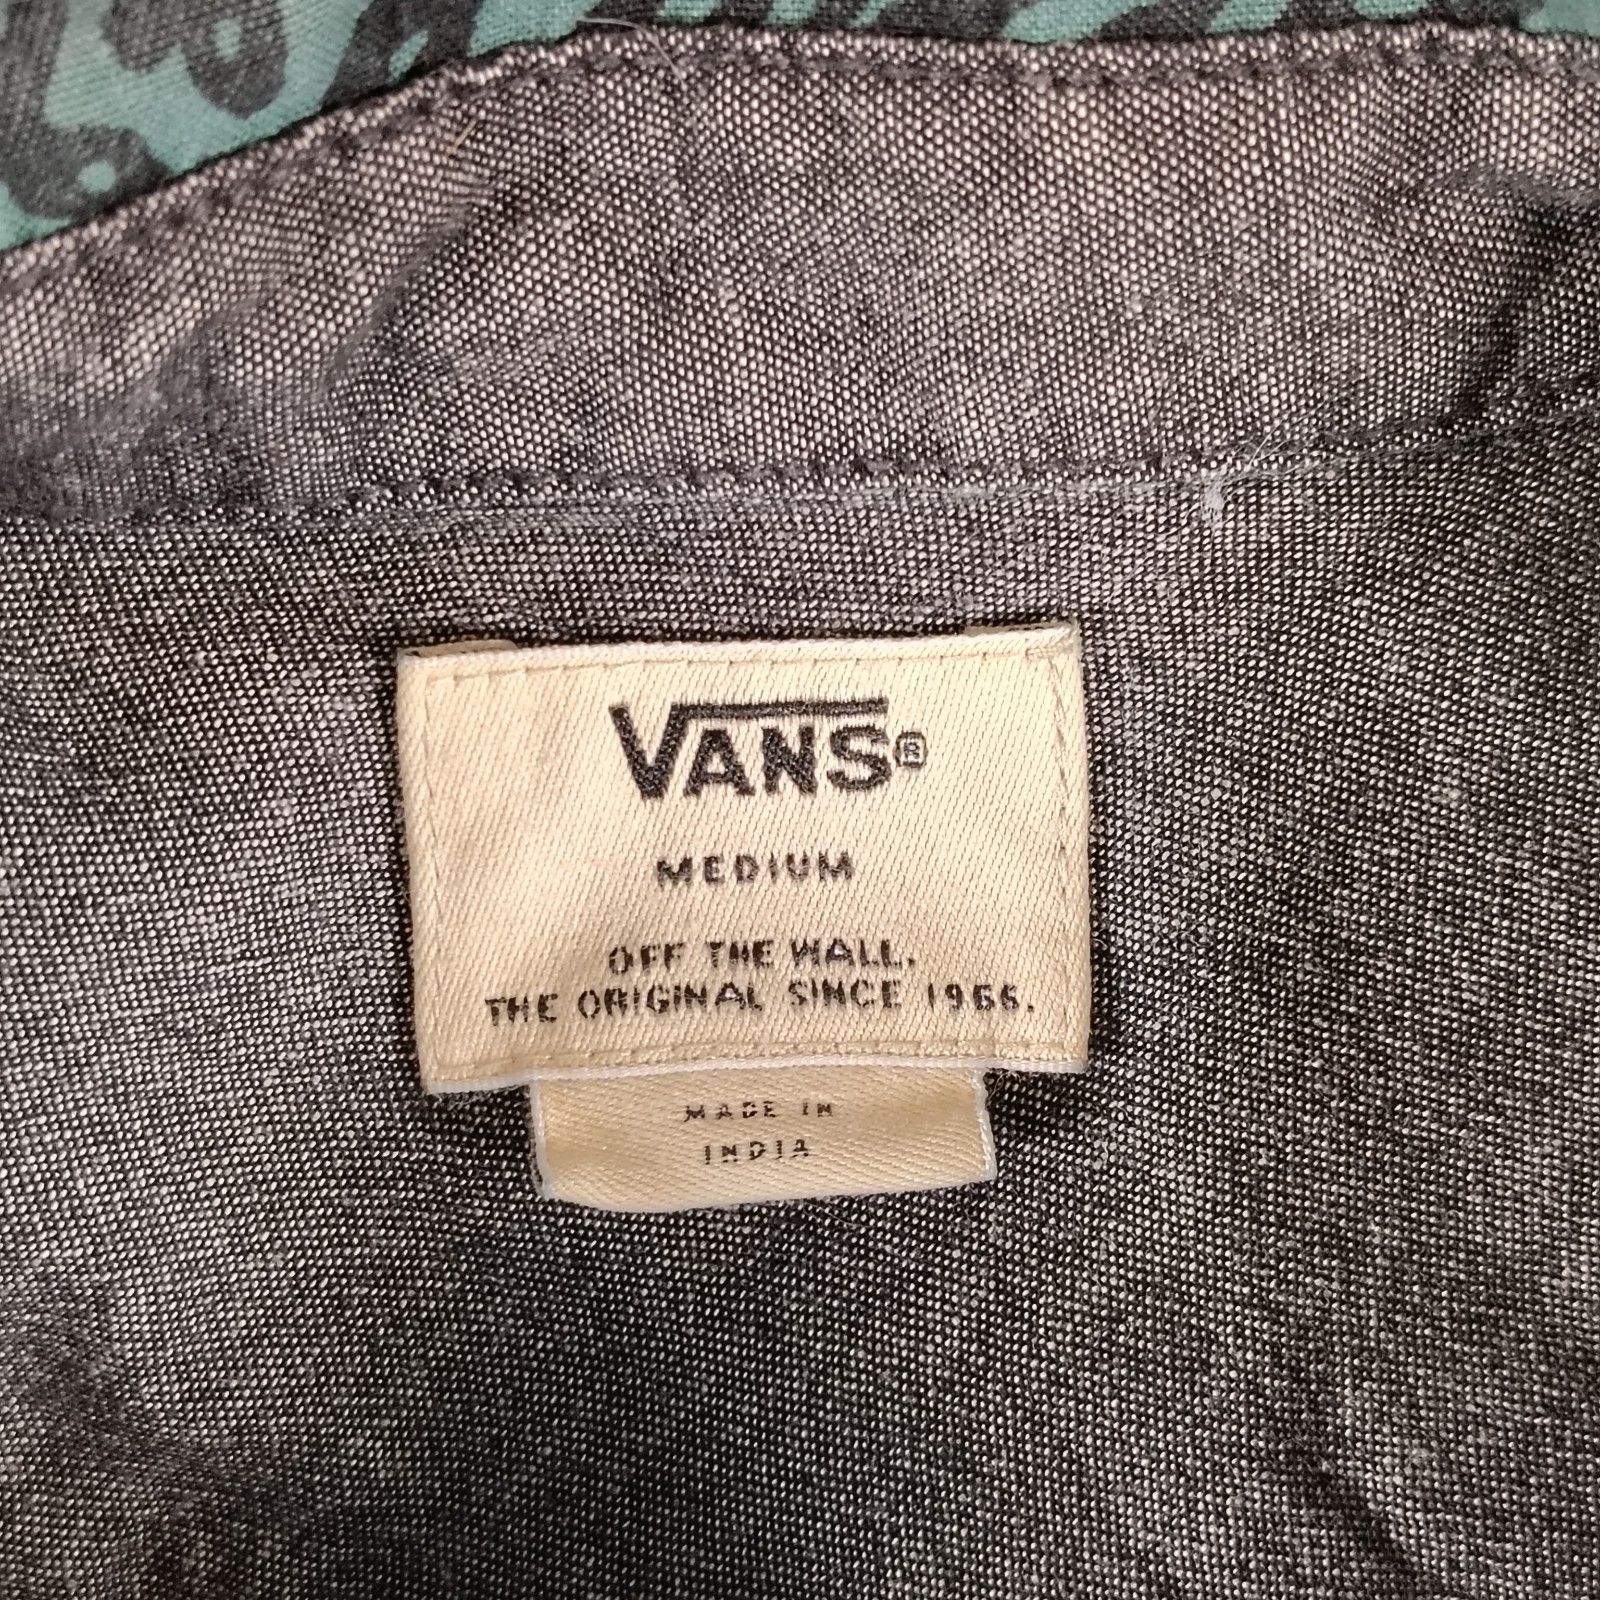 VANS®
MEDIUM
OFF THE WALL.
THE ORIGINAL SINCE 1966.
MADE IN
INDIA